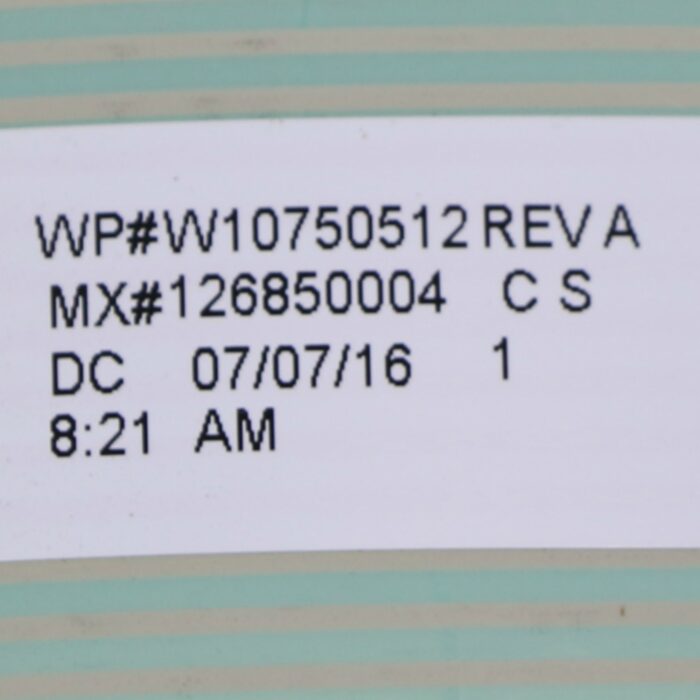 WP#W10750512 REV A
MX#126850004 C S
DC 07/07/16 1
8:21 AM